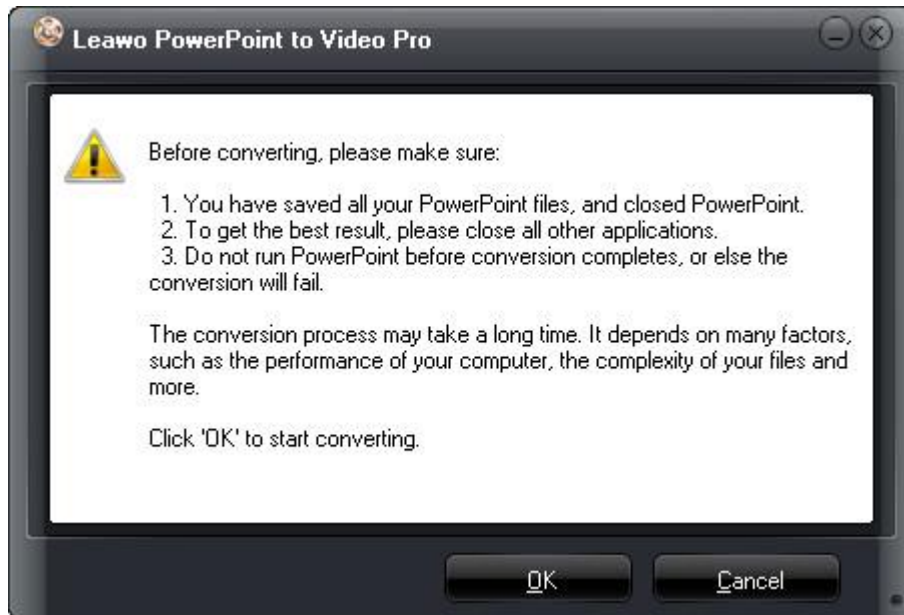 Leawo PowerPoint to Video Pro
Before converting, please make sure:
1. You have saved all your PowerPoint files, and closed PowerPoint.
2. To get the best result, please close all other applications.
3. Do not run PowerPoint before conversion completes, or else the
conversion will fail.
The conversion process may take a long time. It depends on many factors,
such as the performance of your computer, the complexity of your files and
more.
Click 'OK' to start converting.
OK
Cancel